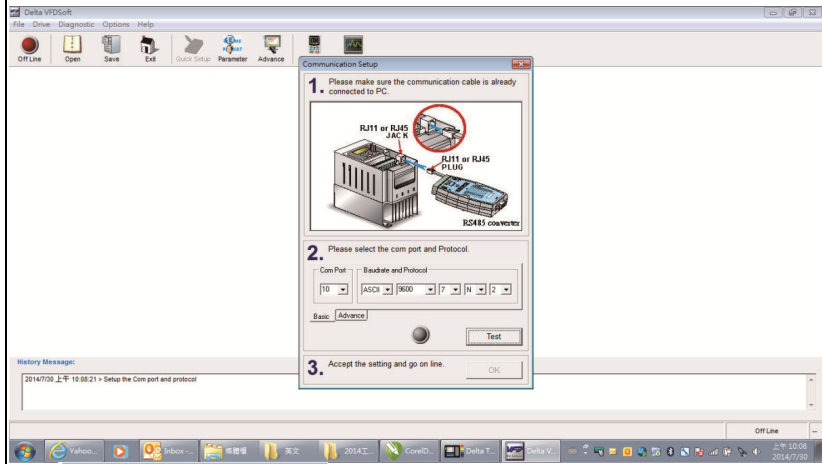 Delta VFDSoft
File Drive Diagnostic Options Help
Off Line Open Save Exit Quick Setup Parameter Advance
Communication Setup
1. Please make sure the communication cable is already
connected to PC.
RJ11 or RJ45
JACK
RJ11 or RJ45
PLUG
RS485 converter
2. Please select the com port and Protocol.
Com Port Baudrate and Protocol
10 ASCII 9600 7 N 2
Basic Advance
Test
3. Accept the setting and go on line.
OK
History Message:
2014/7/30 上午 10:08:21 > Setup the Com port and protocol
Off Line
Yahoo... Inbox -... 媒體櫃 英文 2014工... CorelD... Delta T... Delta V...
上午 10:08
2014/7/30